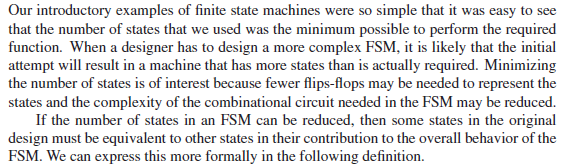 Our introductory examples of finite state machines were so simple that it was easy to see
that the number of states that we used was the minimum possible to perform the required
function. When a designer has to design a more complex FSM, it is likely that the initial
attempt will result in a machine that has more states than is actually required. Minimizing
the number of states is of interest because fewer flips-flops may be needed to represent the
states and the complexity of the combinational circuit needed in the FSM may be reduced.
If the number of states in an FSM can be reduced, then some states in the original
design must be equivalent to other states in their contribution to the overall behavior of the
FSM. We can express this more formally in the following definition.